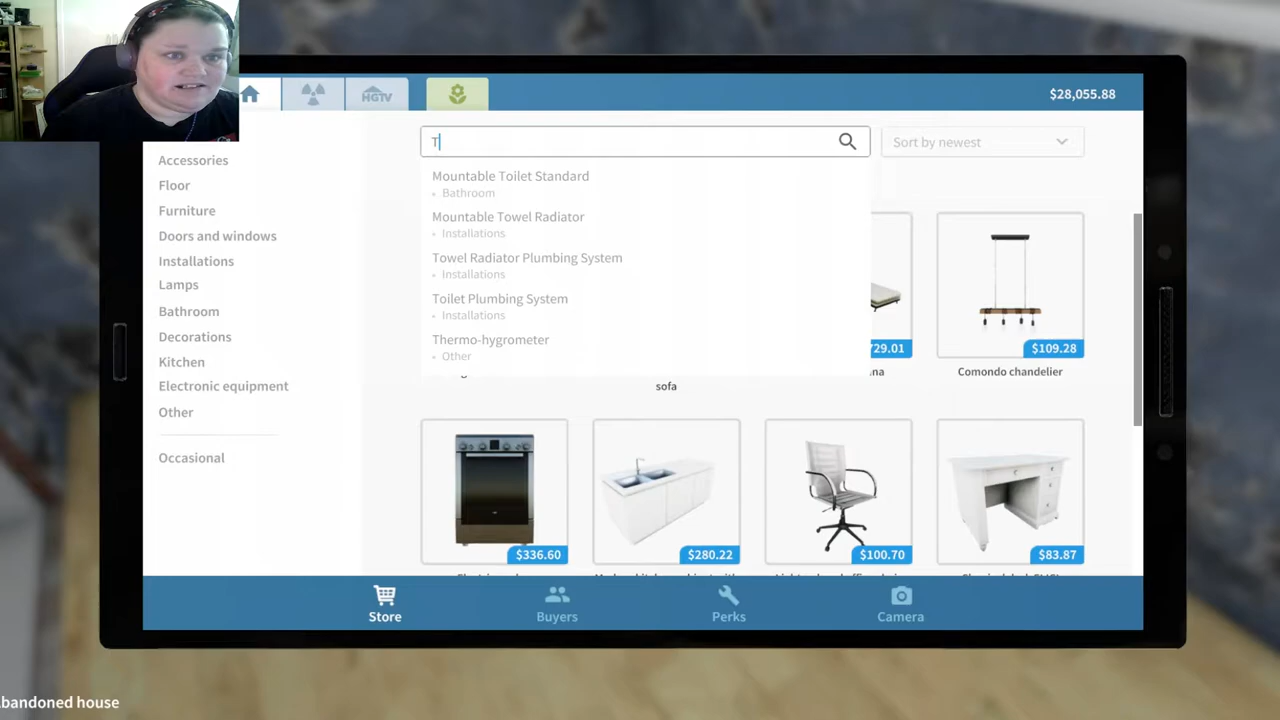 HGTV
$28,055.88
T
Sort by newest
Accessories
Floor
Furniture
Doors and windows
Installations
Lamps
Bathroom
Decorations
Kitchen
Electronic equipment
Other
Occasional
Mountable Toilet Standard
Bathroom
Mountable Towel Radiator
Installations
Towel Radiator Plumbing System
Installations
Toilet Plumbing System
Installations
Thermo-hygrometer
Other
729.01
$109.28
sofa
na
Comondo chandelier
$336.60
$280.22
$100.70
$83.87
Store
Buyers
Perks
Camera
bandoned house